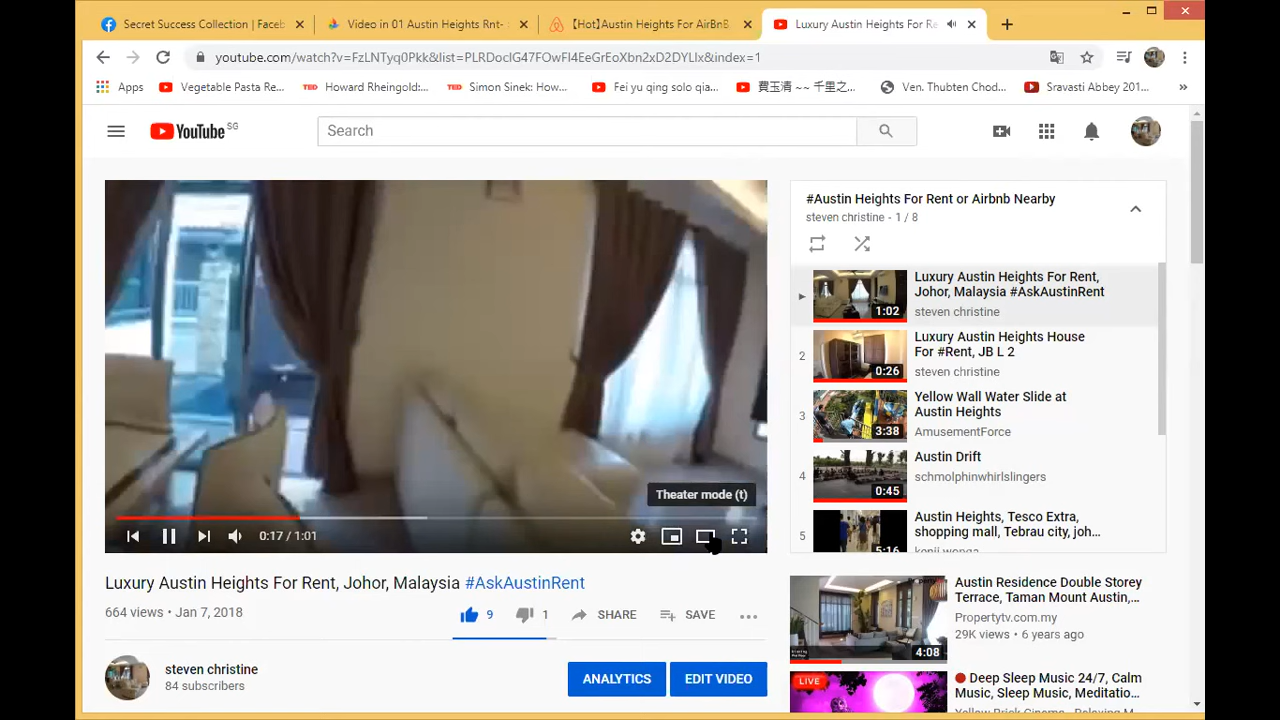 Secret Success Collection | Faceb
Video in 01 Austin Heights Rnt-
【Hot】Austin Heights For AirBnB
Luxury Austin Heights For Re
youtube.com/watch?v=FzLNTyq0Pkk&list=PLRDocIG47FOwFl4EeGrEoXbn2xD2DYLlx&index=1
Apps
Vegetable Pasta Re...
TED
Howard Rheingold:...
TED
Simon Sinek: How...
Fei yu qing solo qia...
費玉清 ~~ 千里之...
Ven. Thubten Chod...
Sravasti Abbey 201...
YouTube SG
Search
#Austin Heights For Rent or Airbnb Nearby
steven christine - 1 / 8
Luxury Austin Heights For Rent,
Johor, Malaysia #AskAustinRent
steven christine
1:02
2
Luxury Austin Heights House
For #Rent, JB L 2
steven christine
0:26
3
Yellow Wall Water Slide at
Austin Heights
AmusementForce
3:38
4
Austin Drift
schmolphinwhirlslingers
0:45
5
Austin Heights, Tesco Extra,
shopping mall, Tebrau city, joh...
5:16
Theater mode (t)
0:17 / 1:01
Luxury Austin Heights For Rent, Johor, Malaysia #AskAustinRent
664 views • Jan 7, 2018
9
1
SHARE
SAVE
steven christine
84 subscribers
ANALYTICS
EDIT VIDEO
Austin Residence Double Storey
Terrace, Taman Mount Austin,...
Propertytv.com.my
29K views • 6 years ago
4:08
LIVE
Deep Sleep Music 24/7, Calm
Music, Sleep Music, Meditatio...